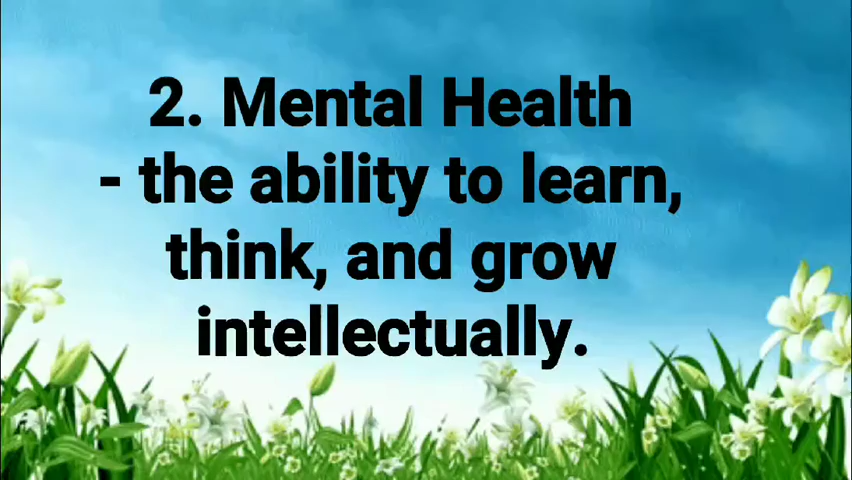 2. Mental Health
- the ability to learn,
think, and grow
intellectually.